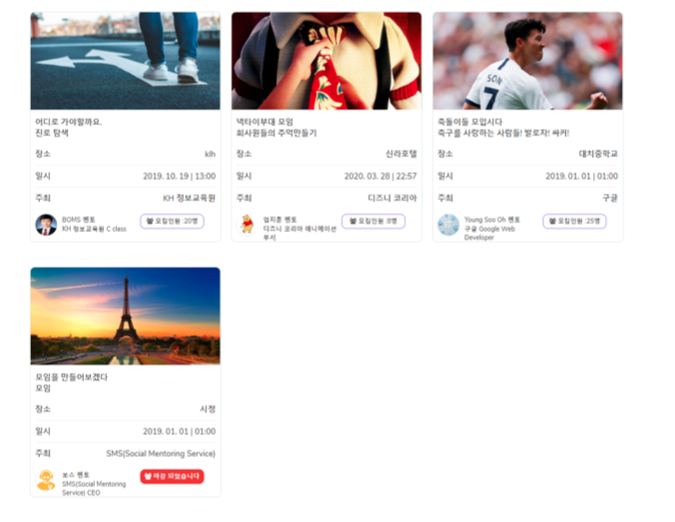 어디로 가야할까요.
진로 탐색
장소 klh
일시 2019. 10. 19 | 13:00
주최 KH 정보교육원
BOMS 멘토
KH 정보교육원 C class
모집인원 :20명
넥타이부대 모임
회사원들의 추억만들기
장소 신라호텔
일시 2020. 03. 28 | 22:57
주최 디즈니 코리아
멘토
디즈니 코리아 애니메이션
부서
모집인원 :8명
SON
7
축돌이들 모입시다
축구를 사랑하는 사람들! 발로자! 싸커!
장소 대치중학교
일시 2019. 01. 01 | 01:00
주최 구글
Young Soo Oh 멘토
구글 Google Web
Developer
모집인원 :25명
모임을 만들어보겠다
모임
장소 시청
일시 2019. 01. 01 | 01:00
주최 SMS(Social Mentoring Service)
보스 멘토
SMS(Social Mentoring
Service) CEO
마감 되었습니다